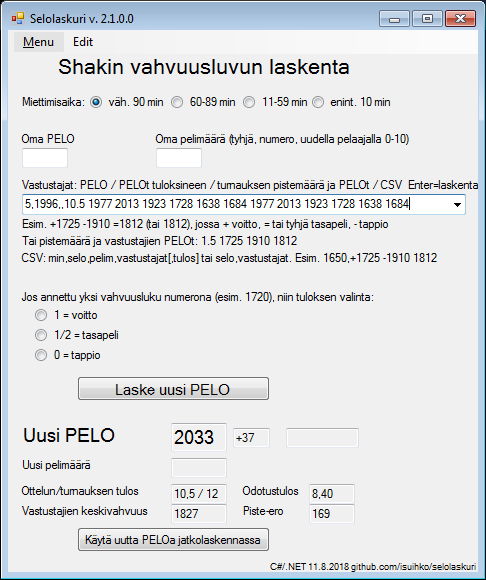 Selolaskuri v. 2.1.0.0
Menu Edit
Shakin vahvuusluvun laskenta
Miettimisaika: väh. 90 min 60-89 min 11-59 min enint. 10 min
Oma PELO Oma pelimäärä (tyhjä, numero, uudella pelaajalla 0-10)
Vastustajat: PELO / PELOt tuloksineen / turnauksen pistemäärä ja PELOt / CSV Enter=laskenta
5,1996,,10.5 1977 2013 1923 1728 1638 1684 1977 2013 1923 1728 1638 1684
Esim. +1725 -1910 =1812 (tai 1812), jossa + voitto, = tai tyhjä tasapeli, - tappio
Tai pistemäärä ja vastustajien PELOt: 1.5 1725 1910 1812
CSV: min,selo,pelim,vastustajat[,tulos] tai selo,vastustajat. Esim. 1650,+1725 -1910 1812
Jos annettu yksi vahvuusluku numerona (esim. 1720), niin tuloksen valinta:
1 = voitto
1/2 = tasapeli
0 = tappio
Laske uusi PELO
Uusi PELO 2033 +37
Uusi pelimäärä
Ottelun/turnauksen tulos 10,5 / 12 Odotustulos 8,40
Vastustajien keskivahvuus 1827 Piste-ero 169
Käytä uutta PELOa jatkolaskennassa
C#/.NET 11.8.2018 github.com/isuihko/selolaskuri